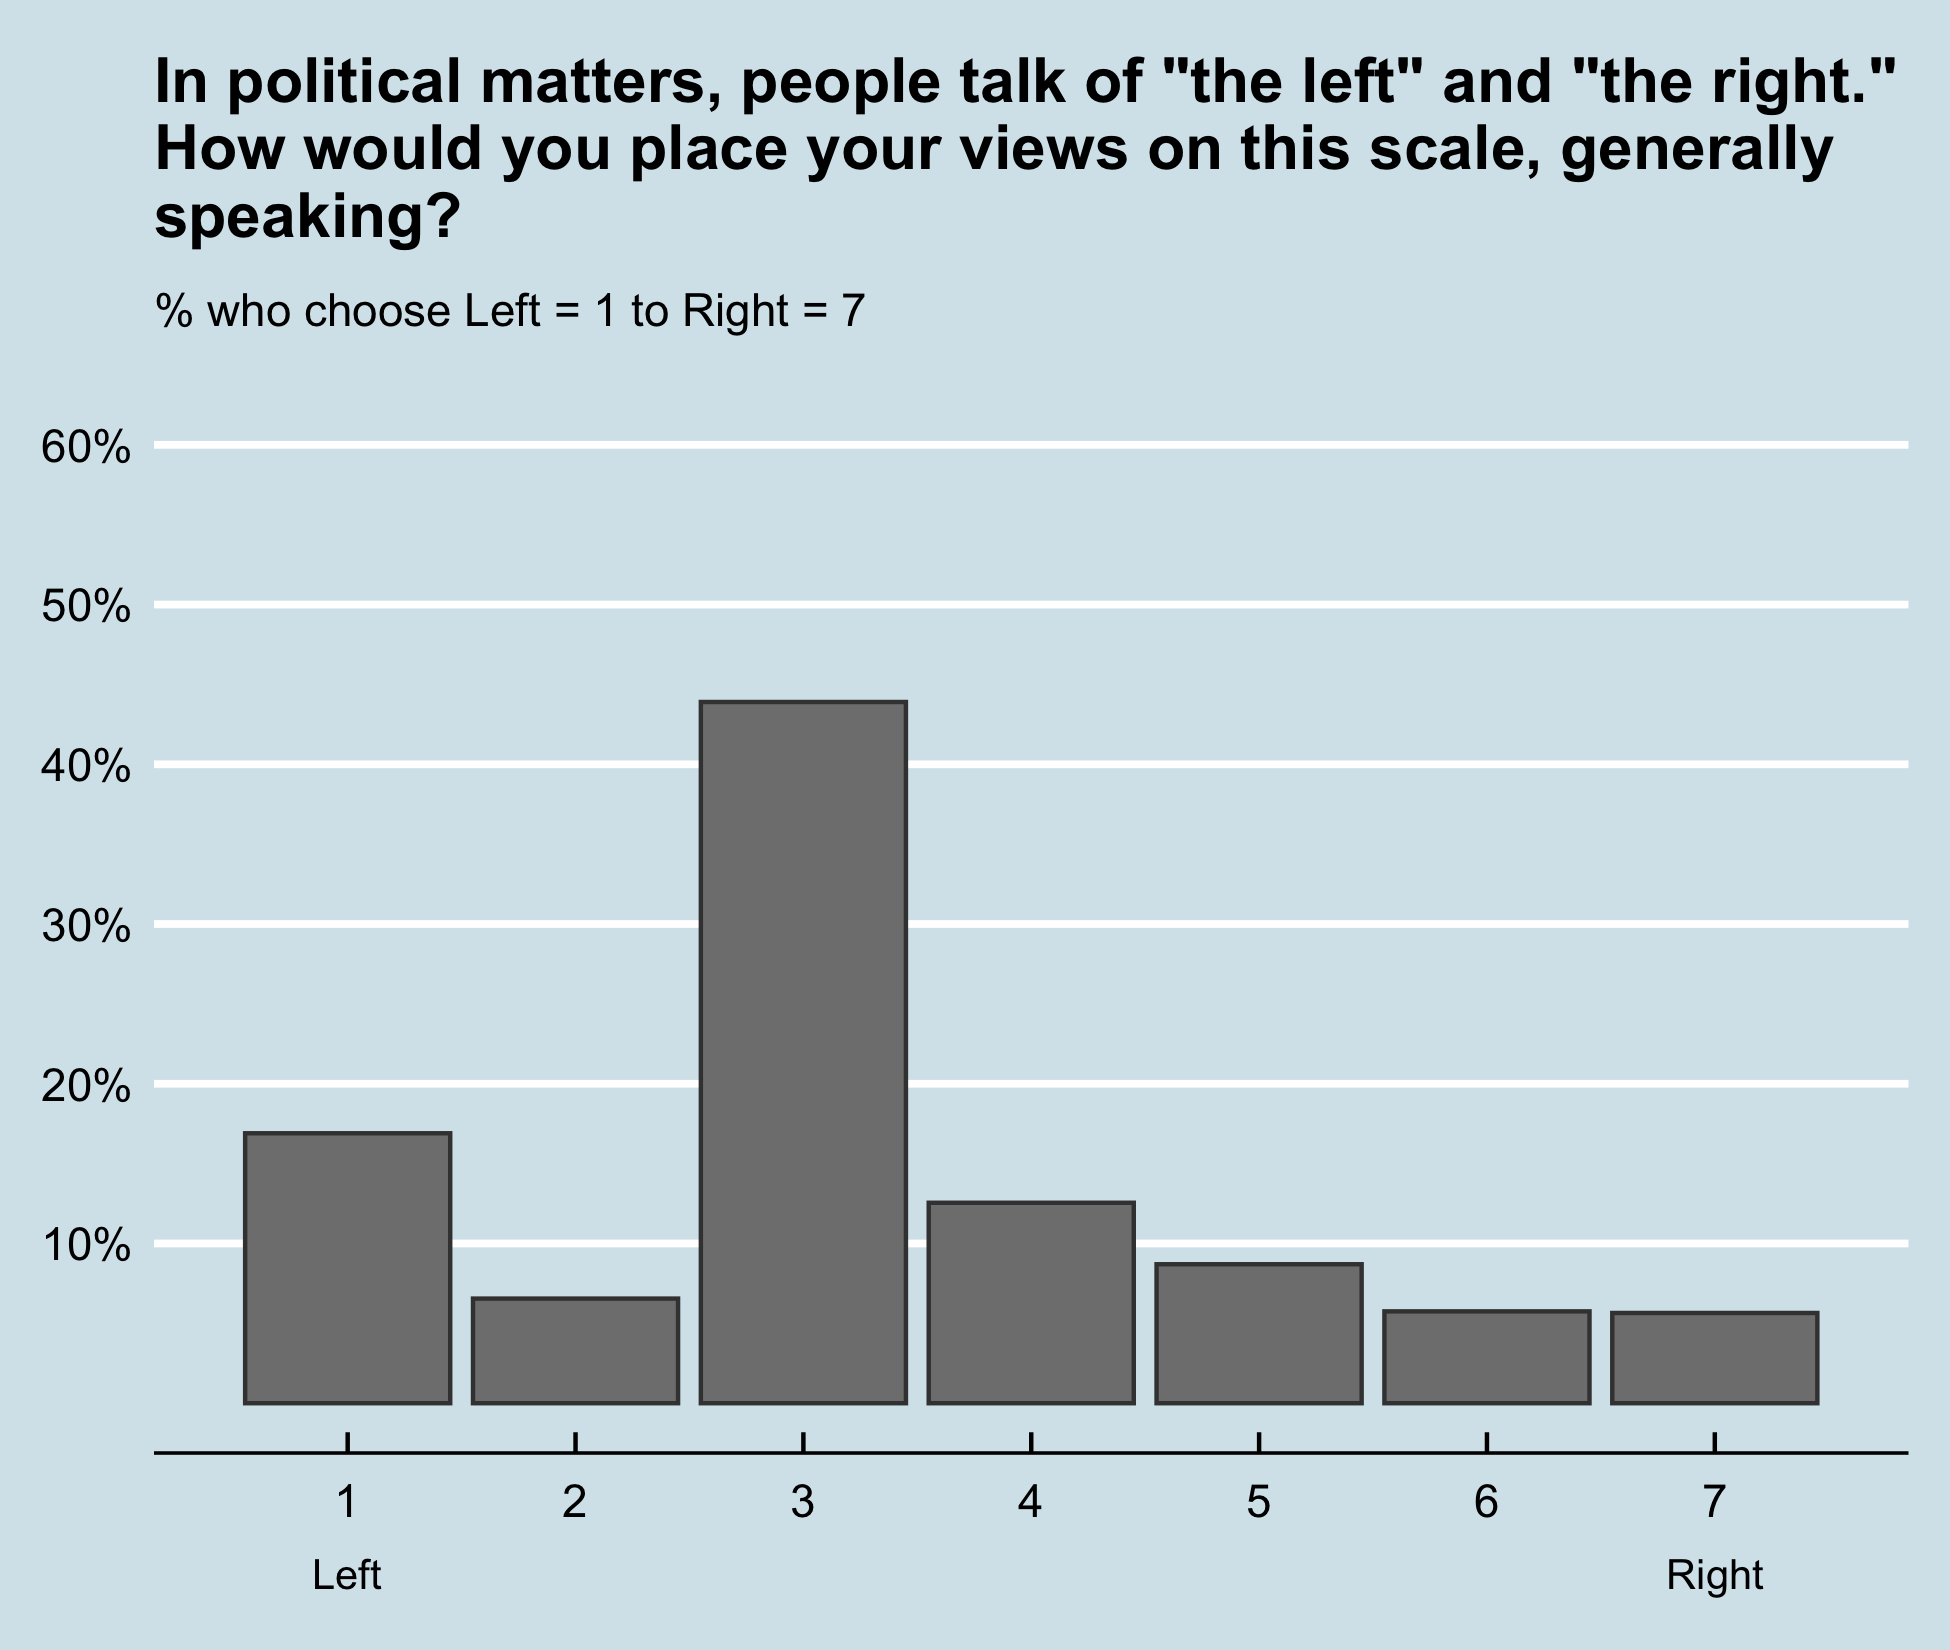 In political matters, people talk of "the left" and "the right."
How would you place your views on this scale, generally
speaking?
% who choose Left = 1 to Right = 7
60%
50%
40%
30%
20%
10%
1 2 3 4 5 6 7
Left Right